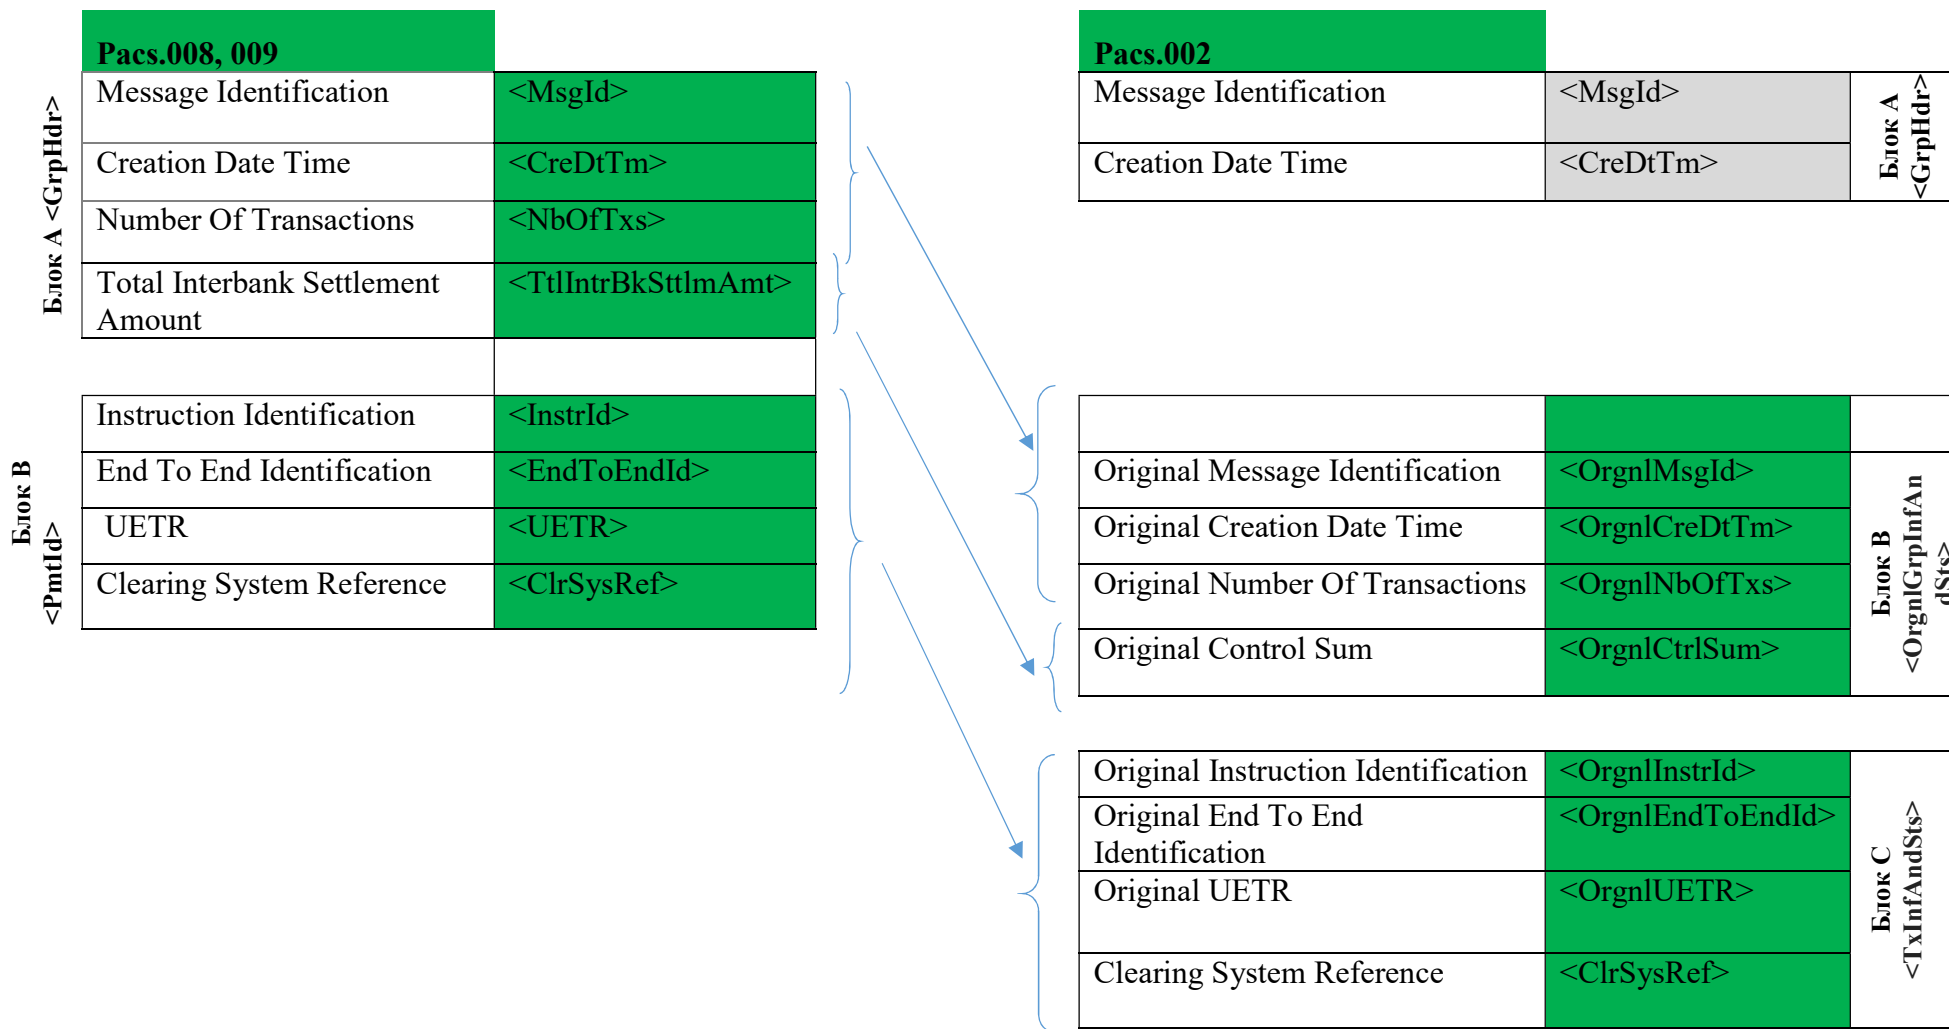 Pacs.008, 009
Блок A <GrpHdr>
Message Identification <MsgId>
Creation Date Time <CreDtTm>
Number Of Transactions <NbOfTxs>
Total Interbank Settlement <TtlIntrBkSttlmAmt>
Amount
Блок B
<PmtId>
Instruction Identification <InstrId>
End To End Identification <EndToEndId>
UETR <UETR>
Clearing System Reference <ClrSysRef>
Pacs.002
Message Identification <MsgId>
Creation Date Time <CreDtTm>
Блок A
<GrpHdr>
Original Message Identification <OrgnlMsgId>
Original Creation Date Time <OrgnlCreDtTm>
Original Number Of Transactions <OrgnlNbOfTxs>
Original Control Sum <OrgnlCtrlSum>
Блок B
<OrgnlGrpInfAn
dSts>
Original Instruction Identification <OrgnlInstrId>
Original End To End <OrgnlEndToEndId>
Identification
Original UETR <OrgnlUETR>
Clearing System Reference <ClrSysRef>
Блок C
<TxInfAndSts>